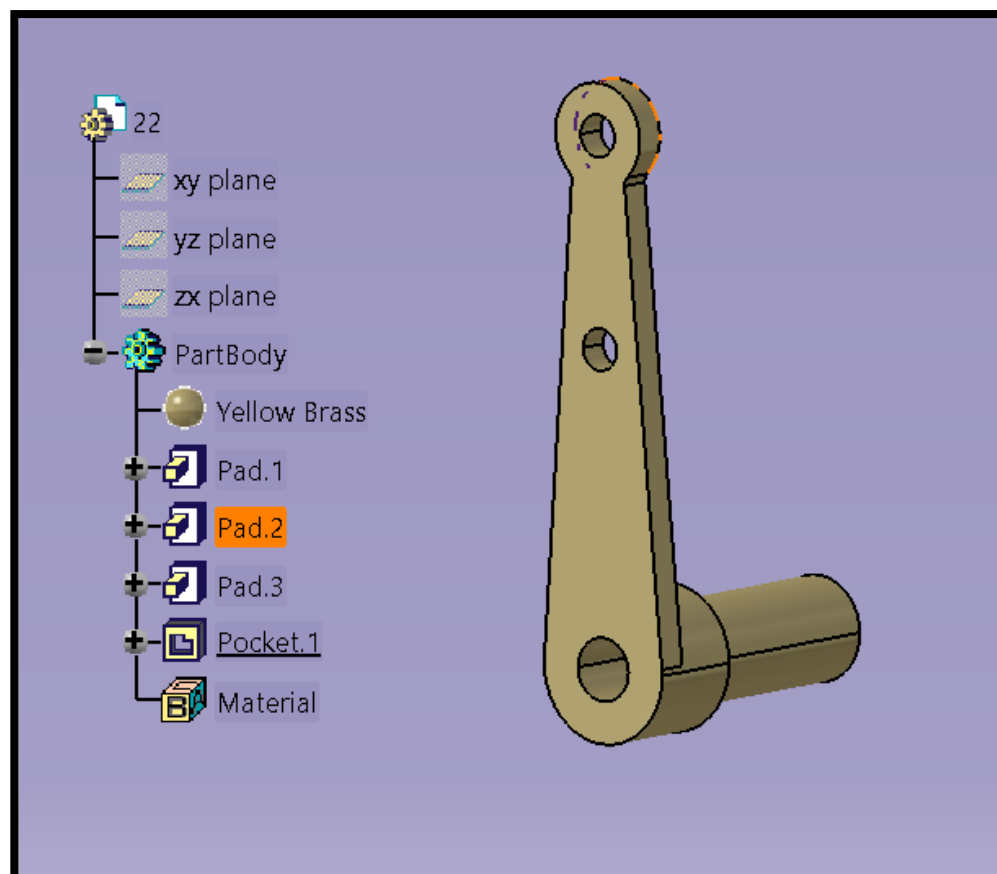 22
xy plane
yz plane
zx plane
PartBody
Yellow Brass
Pad.1
Pad.2
Pad.3
Pocket.1
Material